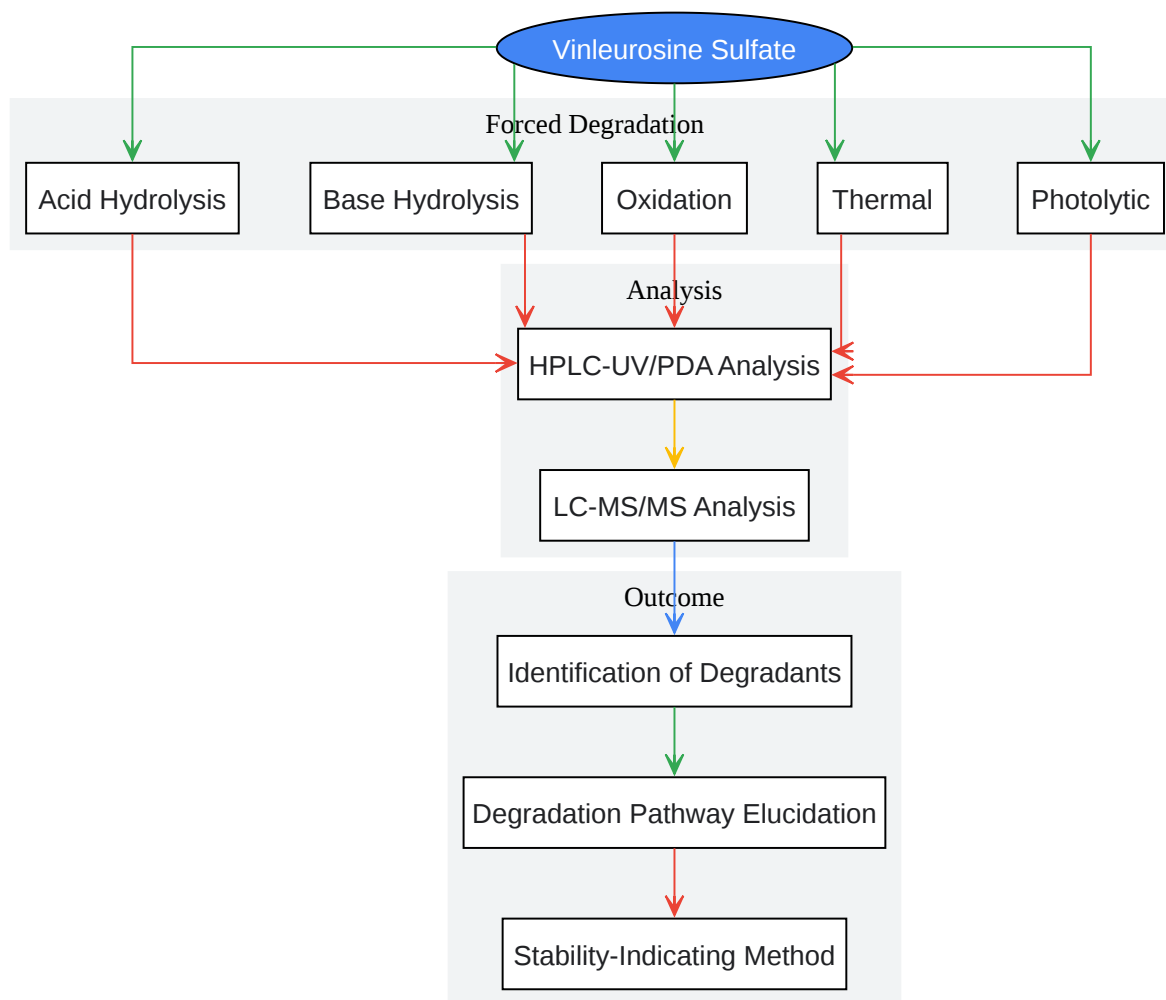 Vinleurosine Sulfate
Forced Degradation
Acid Hydrolysis
Base Hydrolysis
Oxidation
Thermal
Photolytic
Analysis
HPLC-UV/PDA Analysis
LC-MS/MS Analysis
Outcome
Identification of Degradants
Degradation Pathway Elucidation
Stability-Indicating Method